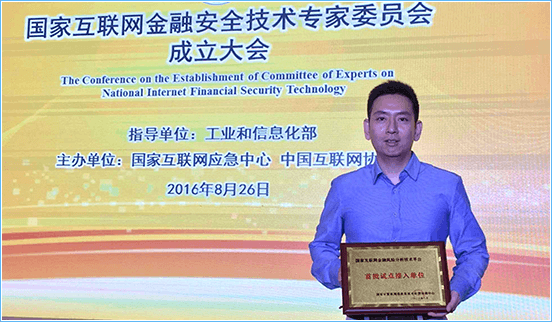 国家互联网金融安全技术专家委员会
成立大会
The Conference on the Establishment of Committee of Experts on
National Internet Financial Security Technology
指导单位：工业和信息化部
主办单位：国家互联网应急中心 中国互联网协
2016年8月26日
国家互联网金融风险分析技术平台
首批试点接入单位